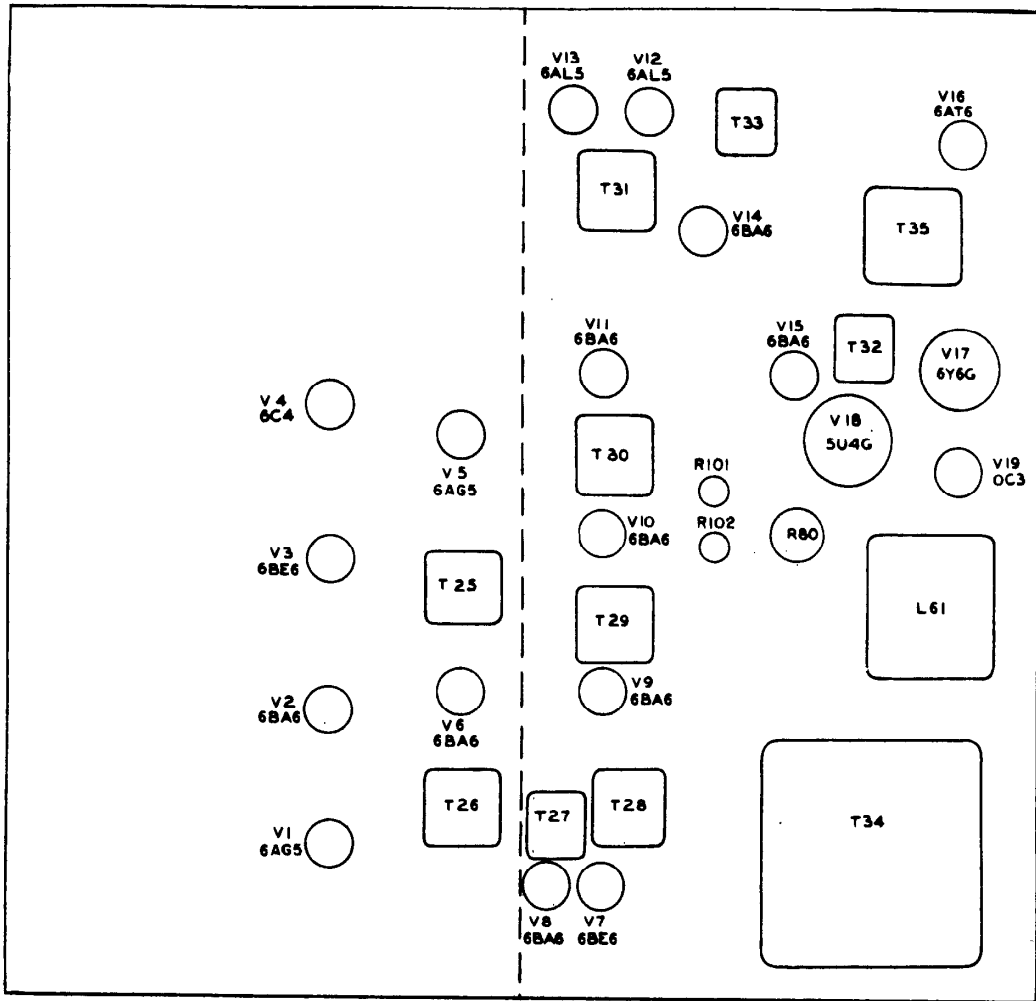 V13
6AL5
V12
6AL5
T33
V16
6AT6
T31
V14
6BA6
T35
V11
6BA6
V15
6BA6
T32
V17
6Y6G
V4
6C4
V5
6AG5
T30
R101
V18
5U4G
V19
OC3
V10
6BA6
R102
R80
V3
6BE6
T25
T29
L61
V2
6BA6
V6
6BA6
V9
6BA6
V1
6AG5
T26
T27
T28
T34
V8
6BA6
V7
6BE6